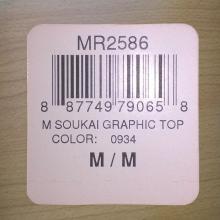 MR2586
8 87749 79065 8
M SOUKAI GRAPHIC TOP
COLOR: 0934
M / M